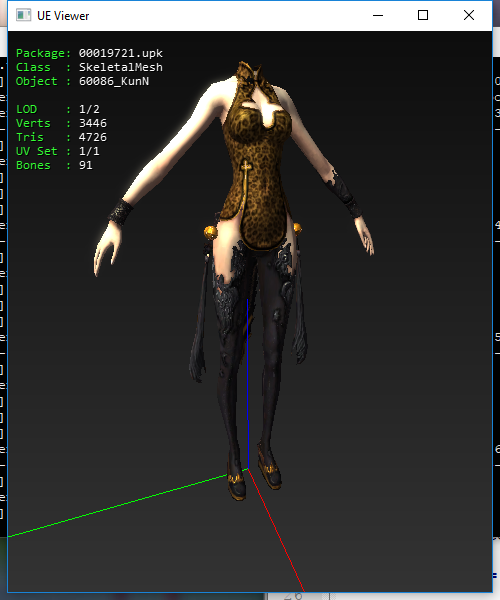 UE Viewer
Package: 00019721.upk
Class : SkeletalMesh
Object : 60086_KunN
LOD : 1/2
Verts : 3446
Tris : 4726
UV Set : 1/1
Bones : 91